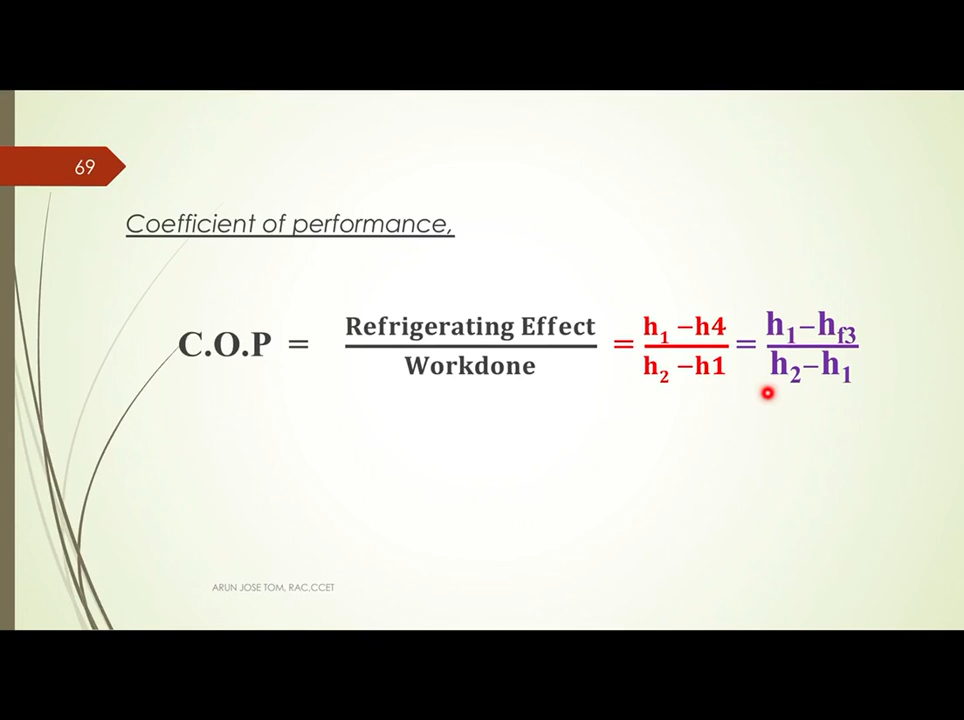 69
Coefficient of performance,
C.O.P = Refrigerating Effect / Workdone = h₁ −h4 / h₂ −h1 = h₁−h_f3 / h₂−h₁
ARUN JOSE TOM, RAC,CCET